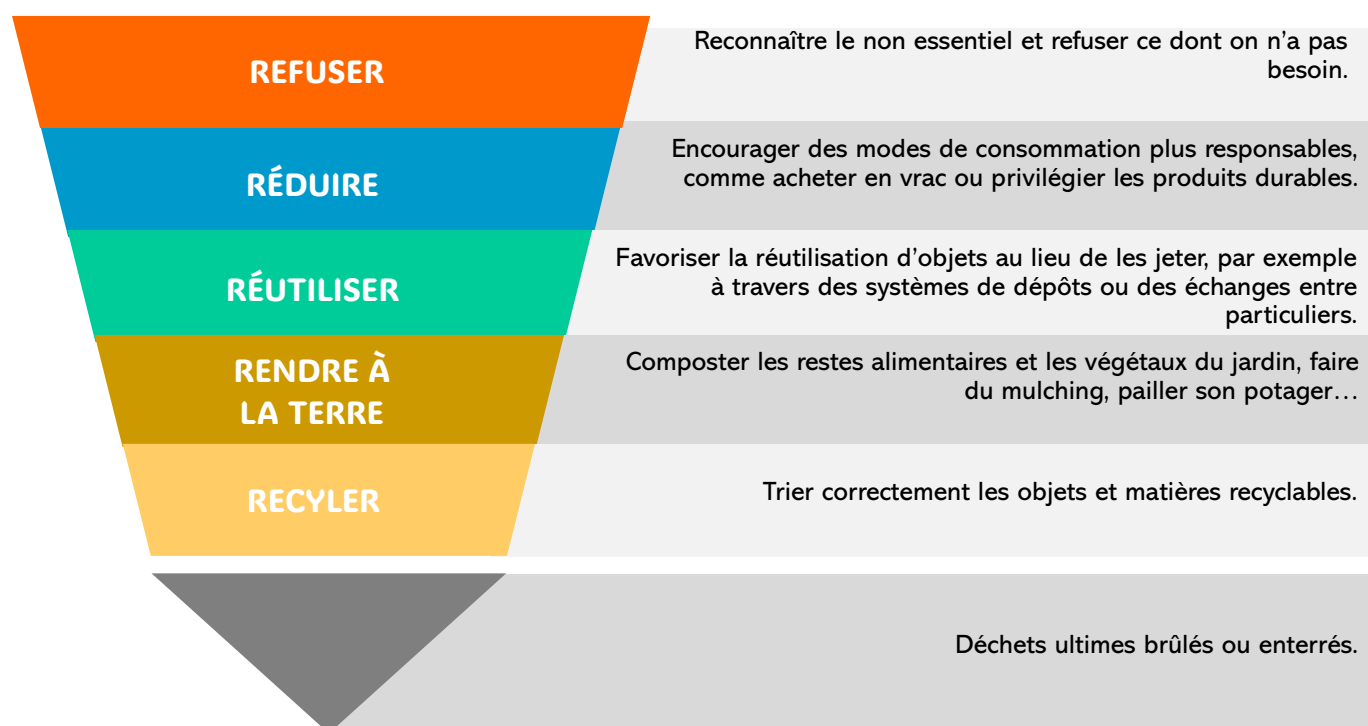 REFUSER
Reconnaître le non essentiel et refuser ce dont on n’a pas
besoin.
RÉDUIRE
Encourager des modes de consommation plus responsables,
comme acheter en vrac ou privilégier les produits durables.
RÉUTILISER
Favoriser la réutilisation d’objets au lieu de les jeter, par exemple
à travers des systèmes de dépôts ou des échanges entre
particuliers.
RENDRE À
LA TERRE
Composter les restes alimentaires et les végétaux du jardin, faire
du mulching, pailler son potager…
RECYLER
Trier correctement les objets et matières recyclables.
Déchets ultimes brûlés ou enterrés.